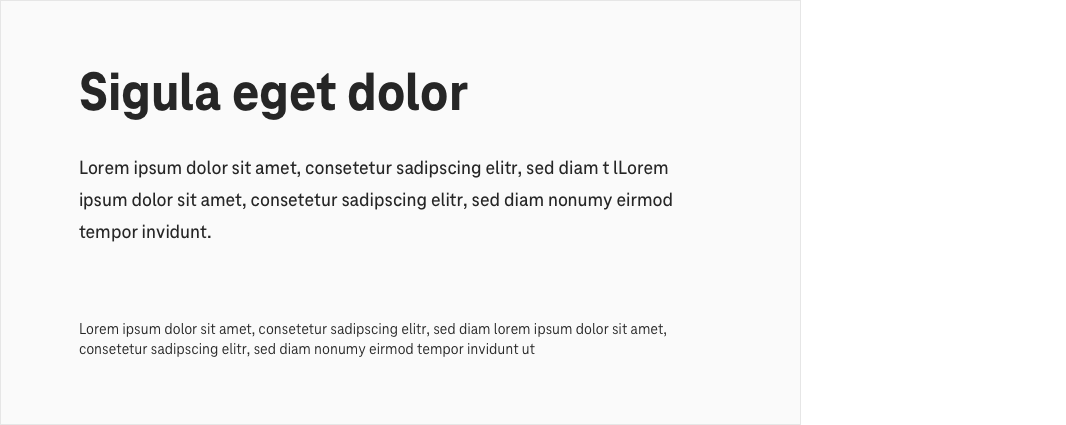 Sigula eget dolor
Lorem ipsum dolor sit amet, consetetur sadipscing elitr, sed diam t lLorem
ipsum dolor sit amet, consetetur sadipscing elitr, sed diam nonumy eirmod
tempor invidunt.
Lorem ipsum dolor sit amet, consetetur sadipscing elitr, sed diam lorem ipsum dolor sit amet,
consetetur sadipscing elitr, sed diam nonumy eirmod tempor invidunt ut